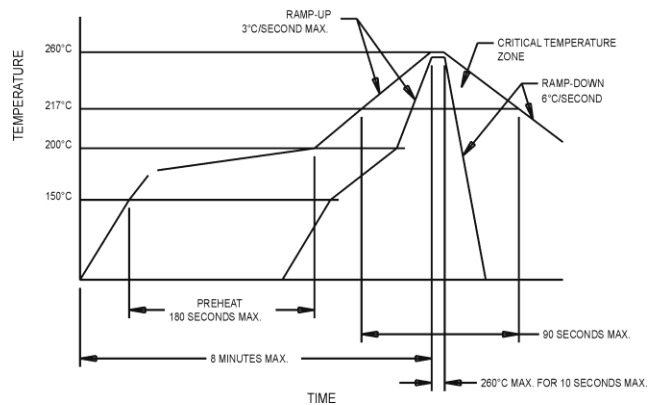 RAMP-UP
3°C/SECOND MAX.
260°C
CRITICAL TEMPERATURE
ZONE
RAMP-DOWN
6°C/SECOND
217°C
200°C
150°C
TEMPERATURE
PREHEAT
180 SECONDS MAX.
90 SECONDS MAX.
8 MINUTES MAX.
260°C MAX. FOR 10 SECONDS MAX.
TIME